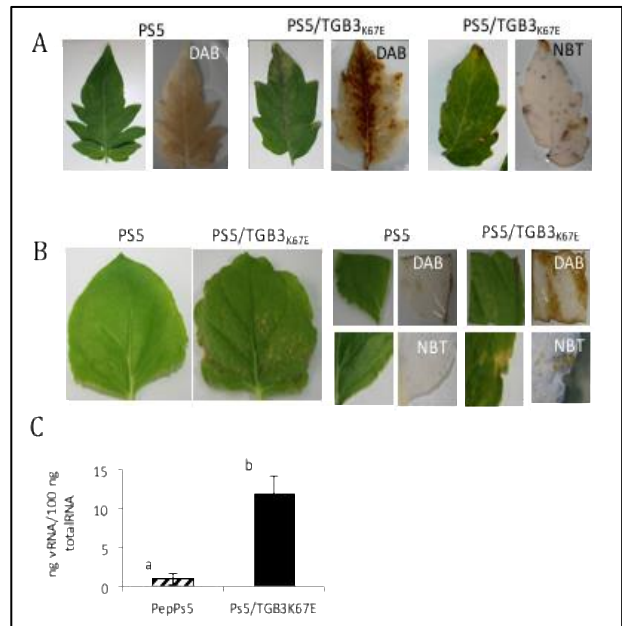 A
PS5 PS5/TGB3K67E PS5/TGB3K67E
DAB DAB NBT
B
PS5 PS5/TGB3K67E PS5 PS5/TGB3K67E
DAB DAB
NBT NBT
C
ng vRNA/100 ng
totalRNA
15
10
5
0
a
b
PepPs5 Ps5/TGB3K67E